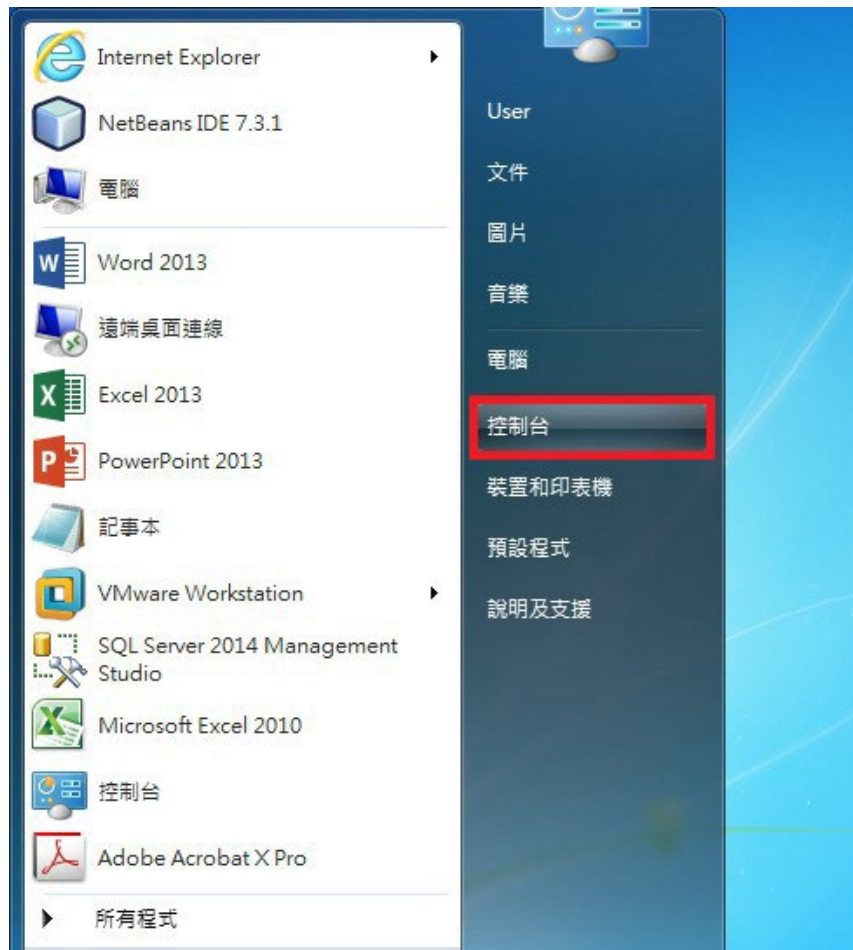 Internet Explorer
NetBeans IDE 7.3.1
電腦
Word 2013
遠端桌面連線
Excel 2013
PowerPoint 2013
記事本
VMware Workstation
SQL Server 2014 Management
Studio
Microsoft Excel 2010
控制台
Adobe Acrobat X Pro
所有程式
User
文件
圖片
音樂
電腦
控制台
裝置和印表機
預設程式
說明及支援